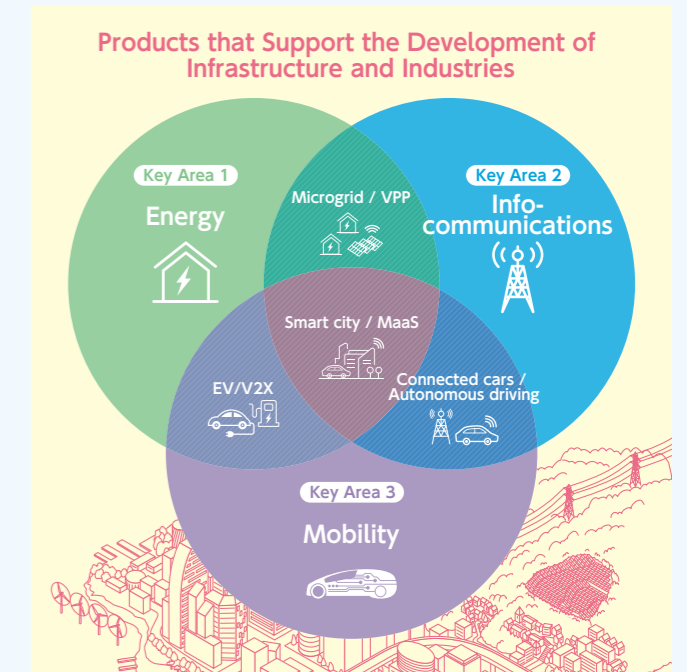 Products that Support the Development of
Infrastructure and Industries
Key Area 1
Energy
Key Area 2
Info-
communications
Microgrid / VPP
Smart city / MaaS
EV/V2X
Connected cars /
Autonomous driving
Key Area 3
Mobility